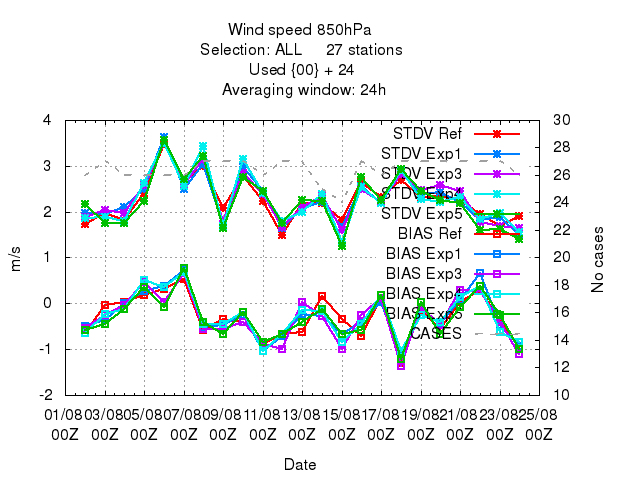 Wind speed 850hPa
Selection: ALL 27 stations
Used {00} + 24
Averaging window: 24h
4
3
2
1
0
-1
-2
m/s
30
28
26
24
22
20
18
16
14
12
10
No cases
STDV Ref
STDV Exp1
STDV Exp3
STDV Exp4
STDV Exp5
BIAS Ref
BIAS Exp1
BIAS Exp3
BIAS Exp4
BIAS Exp5
CASES
01/08 03/08 05/08 07/08 09/08 11/08 13/08 15/08 17/08 19/08 21/08 23/08 25/08
00Z 00Z 00Z 00Z 00Z 00Z 00Z 00Z 00Z 00Z 00Z 00Z 00Z
Date